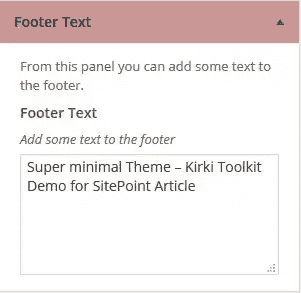 Footer Text
From this panel you can add some text to
the footer.
Footer Text
Add some text to the footer
Super minimal Theme – Kirki Toolkit
Demo for SitePoint Article